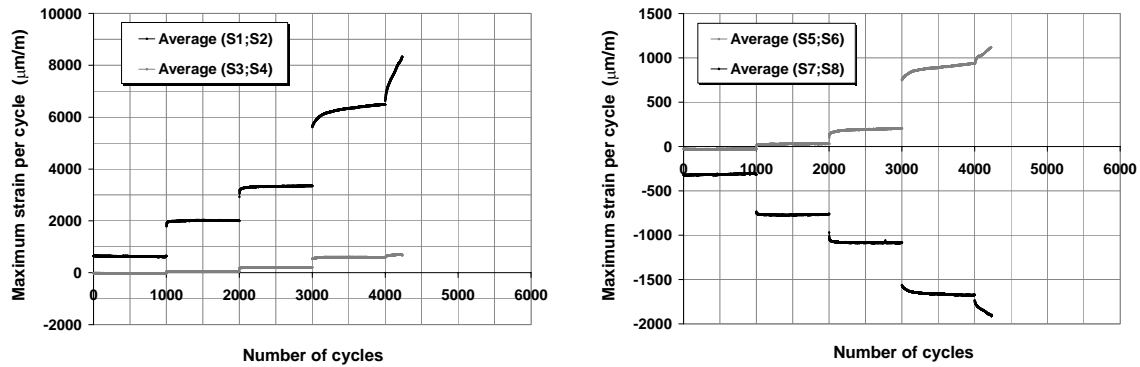 10000
8000
6000
4000
2000
0
-2000
0 1000 2000 3000 4000 5000 6000
Maximum strain per cycle (μm/m)
Number of cycles
Average (S1;S2)
Average (S3;S4)
1500
1000
500
0
-500
-1000
-1500
-2000
0 1000 2000 3000 4000 5000 6000
Maximum strain per cycle (μm/m)
Number of cycles
Average (S5;S6)
Average (S7;S8)